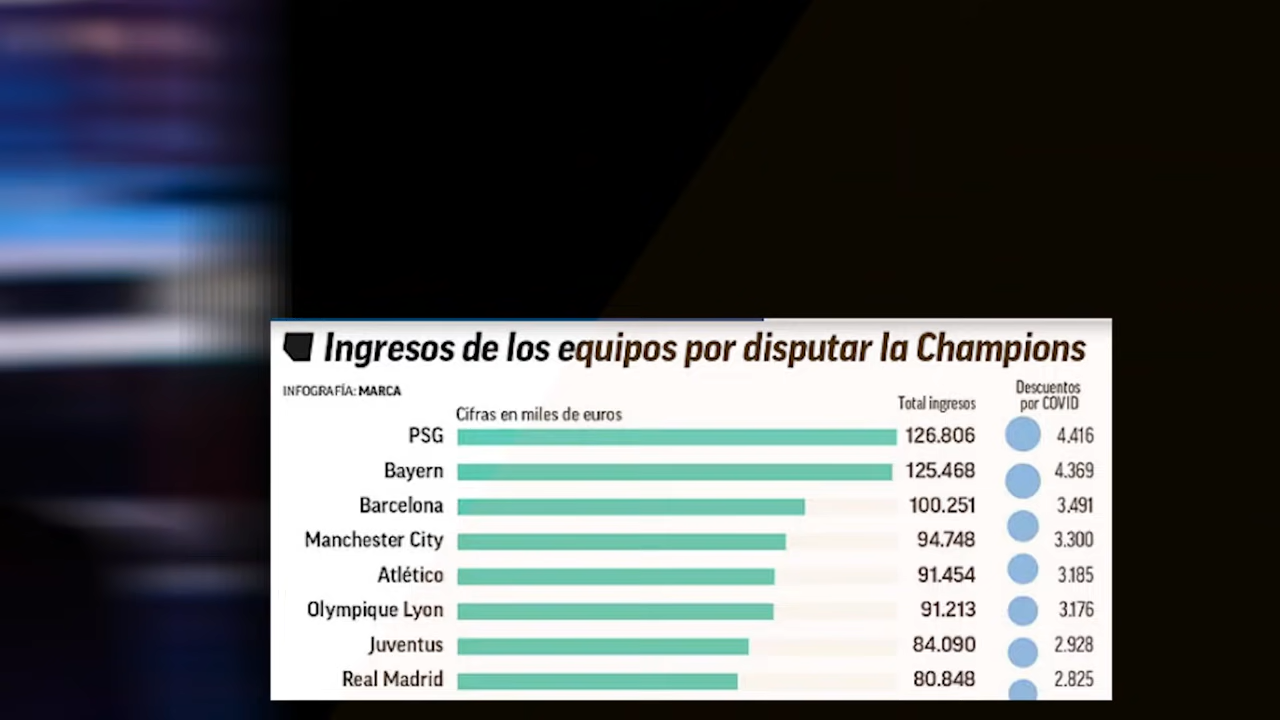 Ingresos de los equipos por disputar la Champions
INFOGRAFÍA: MARCA
Cifras en miles de euros
Total ingresos
Descuentos
por COVID
PSG 126.806 4.416
Bayern 125.468 4.369
Barcelona 100.251 3.491
Manchester City 94.748 3.300
Atlético 91.454 3.185
Olympique Lyon 91.213 3.176
Juventus 84.090 2.928
Real Madrid 80.848 2.825